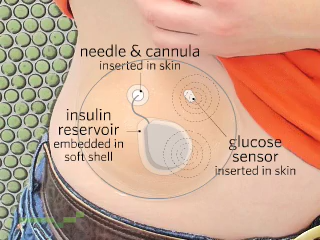 needle & cannula
inserted in skin
insulin
reservoir
embedded in
soft shell
glucose
sensor
inserted in skin